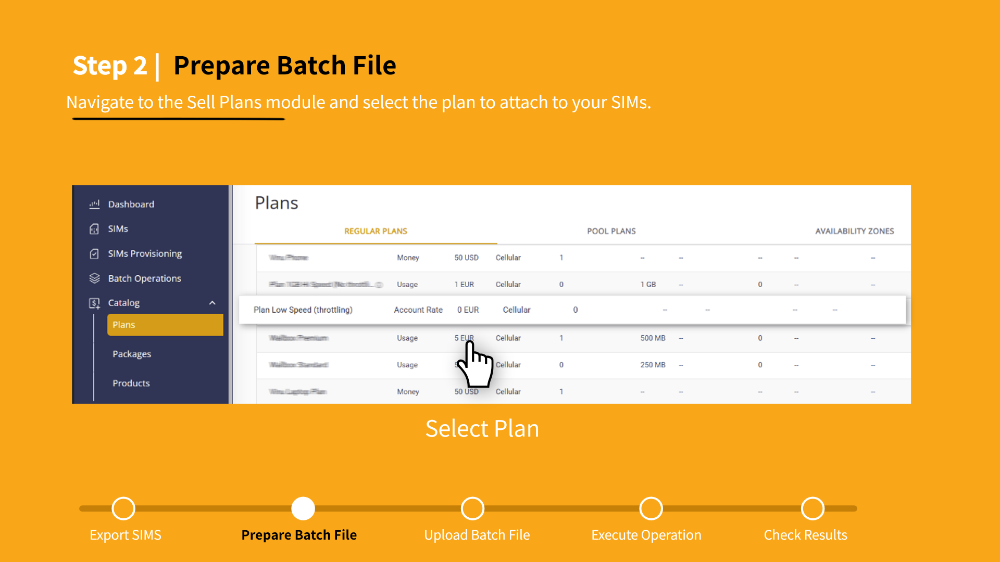 Step 2 | Prepare Batch File
Navigate to the Sell Plans module and select the plan to attach to your SIMs.
Dashboard
SIMs
SIMs Provisioning
Batch Operations
Catalog
Plans
Packages
Products
Plans
REGULAR PLANS POOL PLANS AVAILABILITY ZONES
Money 50 USD Cellular 1 -- -- -- -- --
Usage 1 EUR Cellular 0 1 GB -- 0 -- --
Plan Low Speed (throttling) Account Rate 0 EUR Cellular 0 -- -- -- --
Usage 5 EUR Cellular 1 500 MB -- 0 -- --
Usage Cellular 0 250 MB -- 0 -- --
Money 50 USD Cellular 1 -- -- -- -- --
Select Plan
Export SIMS
Prepare Batch File
Upload Batch File
Execute Operation
Check Results